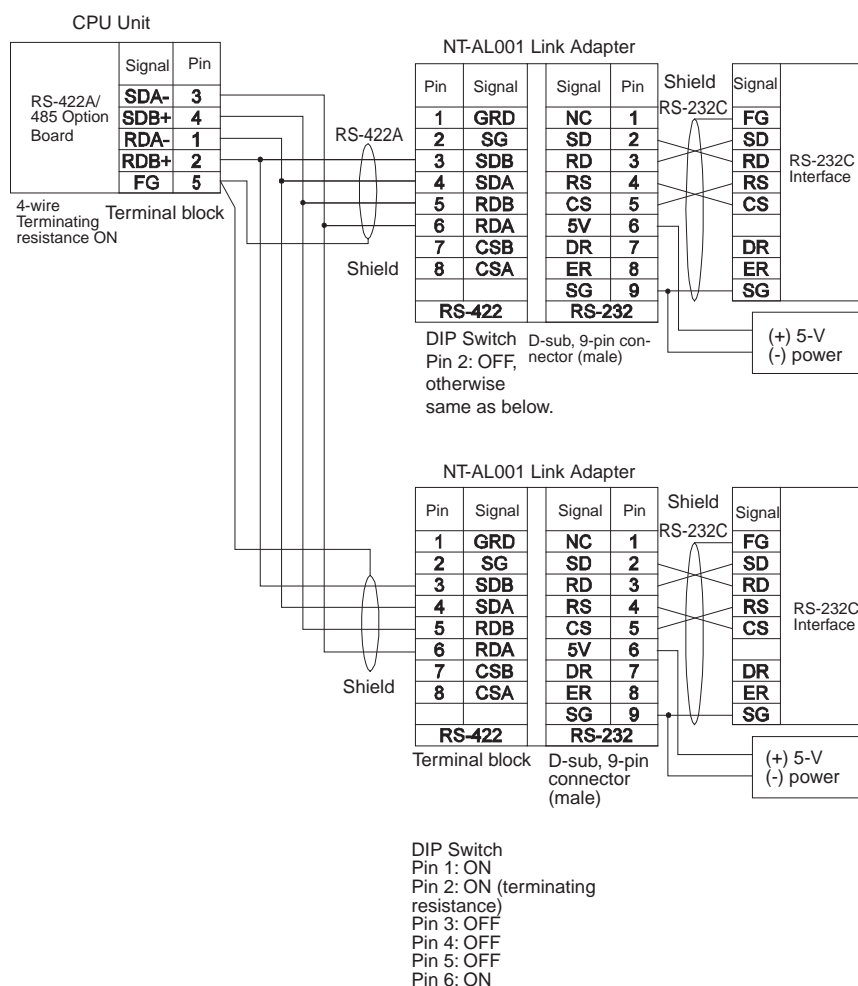 CPU Unit
Signal Pin
RS-422A/
485 Option
Board
SDA- 3
SDB+ 4
RDA- 1
RDB+ 2
FG 5
4-wire
Terminating
resistance ON
Terminal block
RS-422A
Shield
NT-AL001 Link Adapter
Pin Signal Signal Pin
1 GRD NC 1
2 SG SD 2
3 SDB RD 3
4 SDA RS 4
5 RDB CS 5
6 RDA 5V 6
7 CSB DR 7
8 CSA ER 8
SG 9
RS-422 RS-232
DIP Switch
Pin 2: OFF,
otherwise
same as below.
D-sub, 9-pin con-
nector (male)
Shield
RS-232C
Signal
FG
SD
RD
RS
CS
DR
ER
SG
RS-232C
Interface
(+) 5-V
(-) power
NT-AL001 Link Adapter
Shield
Pin Signal Signal Pin
1 GRD NC 1
2 SG SD 2
3 SDB RD 3
4 SDA RS 4
5 RDB CS 5
6 RDA 5V 6
7 CSB DR 7
8 CSA ER 8
SG 9
RS-422 RS-232
Terminal block
D-sub, 9-pin
connector
(male)
Shield
RS-232C
Signal
FG
SD
RD
RS
CS
DR
ER
SG
RS-232C
Interface
(+) 5-V
(-) power
DIP Switch
Pin 1: ON
Pin 2: ON (terminating
resistance)
Pin 3: OFF
Pin 4: OFF
Pin 5: OFF
Pin 6: ON